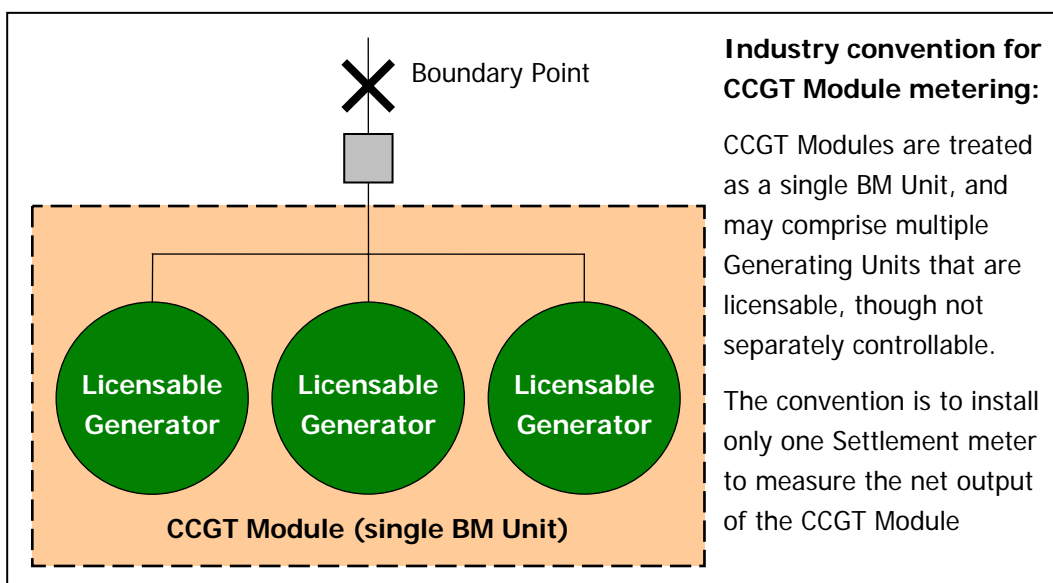 Boundary Point
Licensable
Generator
Licensable
Generator
Licensable
Generator
CCGT Module (single BM Unit)
Industry convention for
CCGT Module metering:
CCGT Modules are treated
as a single BM Unit, and
may comprise multiple
Generating Units that are
licensable, though not
separately controllable.
The convention is to install
only one Settlement meter
to measure the net output
of the CCGT Module